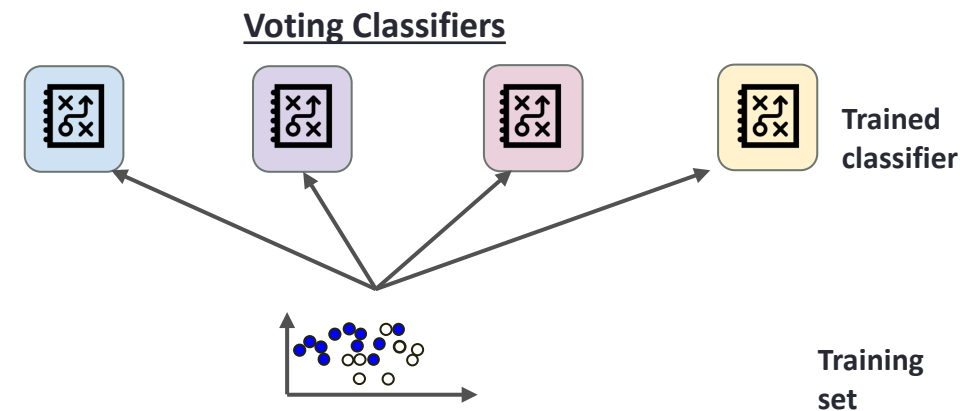 Voting Classifiers
Trained
classifier
Training
set